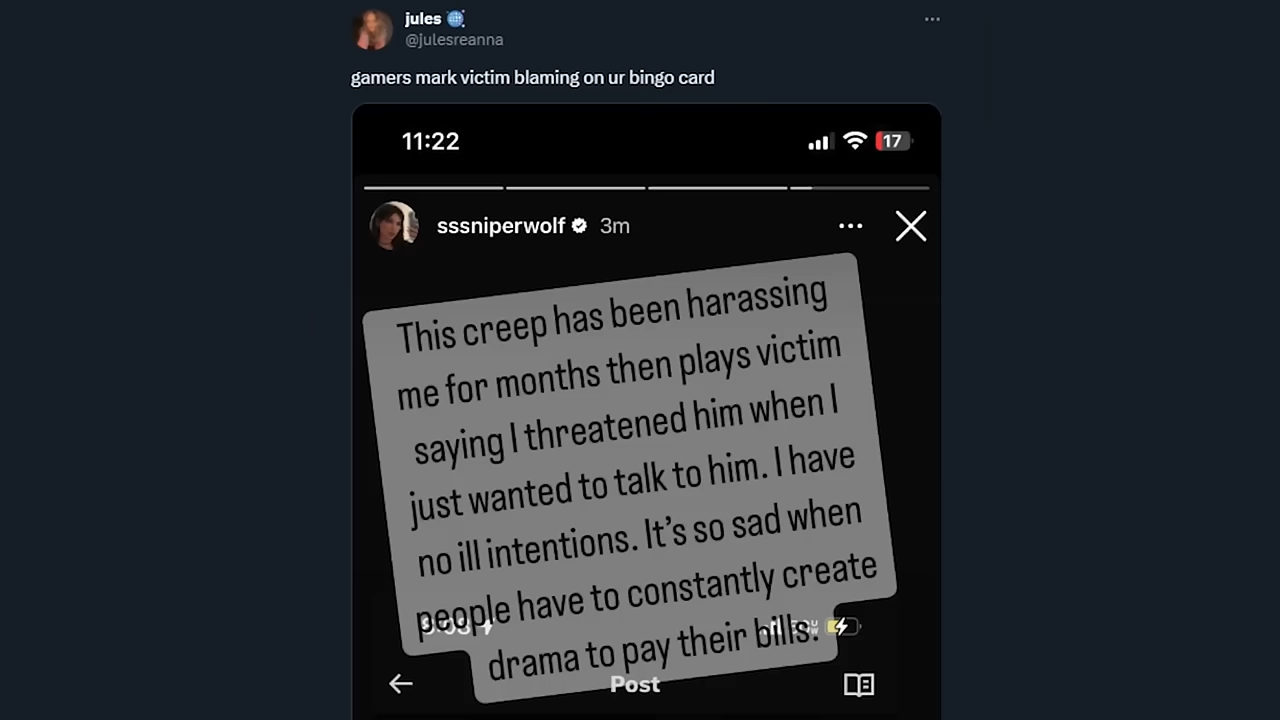 jules
@julesreanna
gamers mark victim blaming on ur bingo card
11:22
17
sssniperwolf 3m
This creep has been harassing
me for months then plays victim
saying I threatened him when I
just wanted to talk to him. I have
no ill intentions. It's so sad when
people have to constantly create
drama to pay their bills.
Post